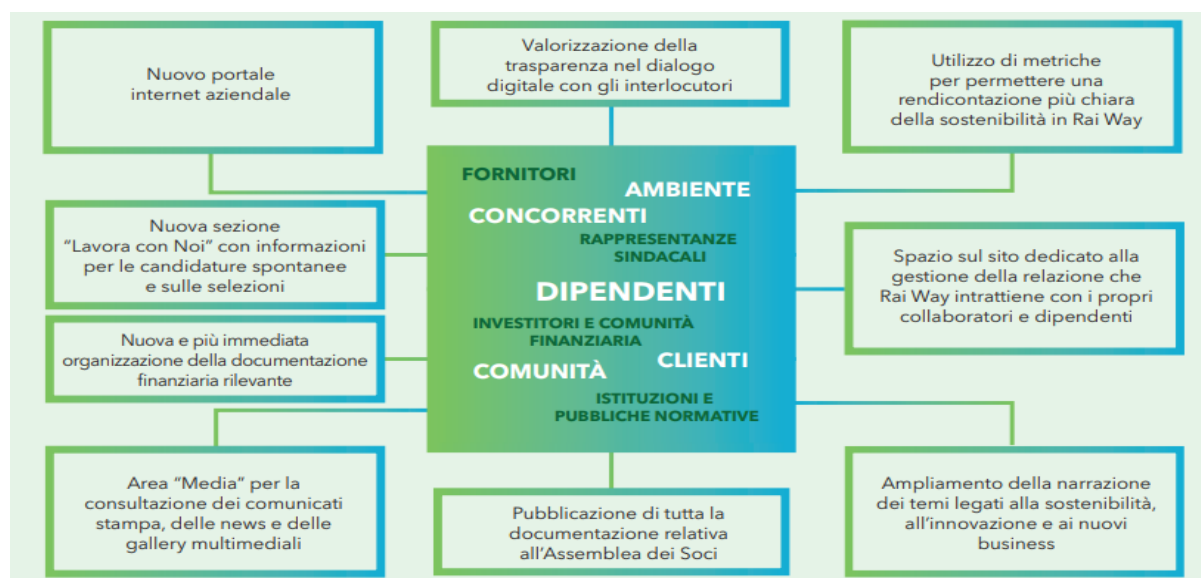 Nuovo portale
internet aziendale
Valorizzazione della
trasparenza nel dialogo
digitale con gli interlocutori
Utilizzo di metriche
per permettere una
rendicontazione più chiara
della sostenibilità in Rai Way
FORNITORI
AMBIENTE
CONCORRENTI
RAPPRESENTANZE
SINDACALI
DIPENDENTI
INVESTITORI E COMUNITÀ
FINANZIARIA
CLIENTI
COMUNITÀ
ISTITUZIONI E
PUBBLICHE NORMATIVE
Nuova sezione
“Lavora con Noi” con informazioni
per le candidature spontanee
e sulle selezioni
Spazio sul sito dedicato alla
gestione della relazione che
Rai Way intrattiene con i propri
collaboratori e dipendenti
Nuova e più immediata
organizzazione della documentazione
finanziaria rilevante
Area “Media” per la
consultazione dei comunicati
stampa, delle news e delle
gallery multimediali
Pubblicazione di tutta la
documentazione relativa
all’Assemblea dei Soci
Ampliamento della narrazione
dei temi legati alla sostenibilità,
all’innovazione e ai nuovi
business